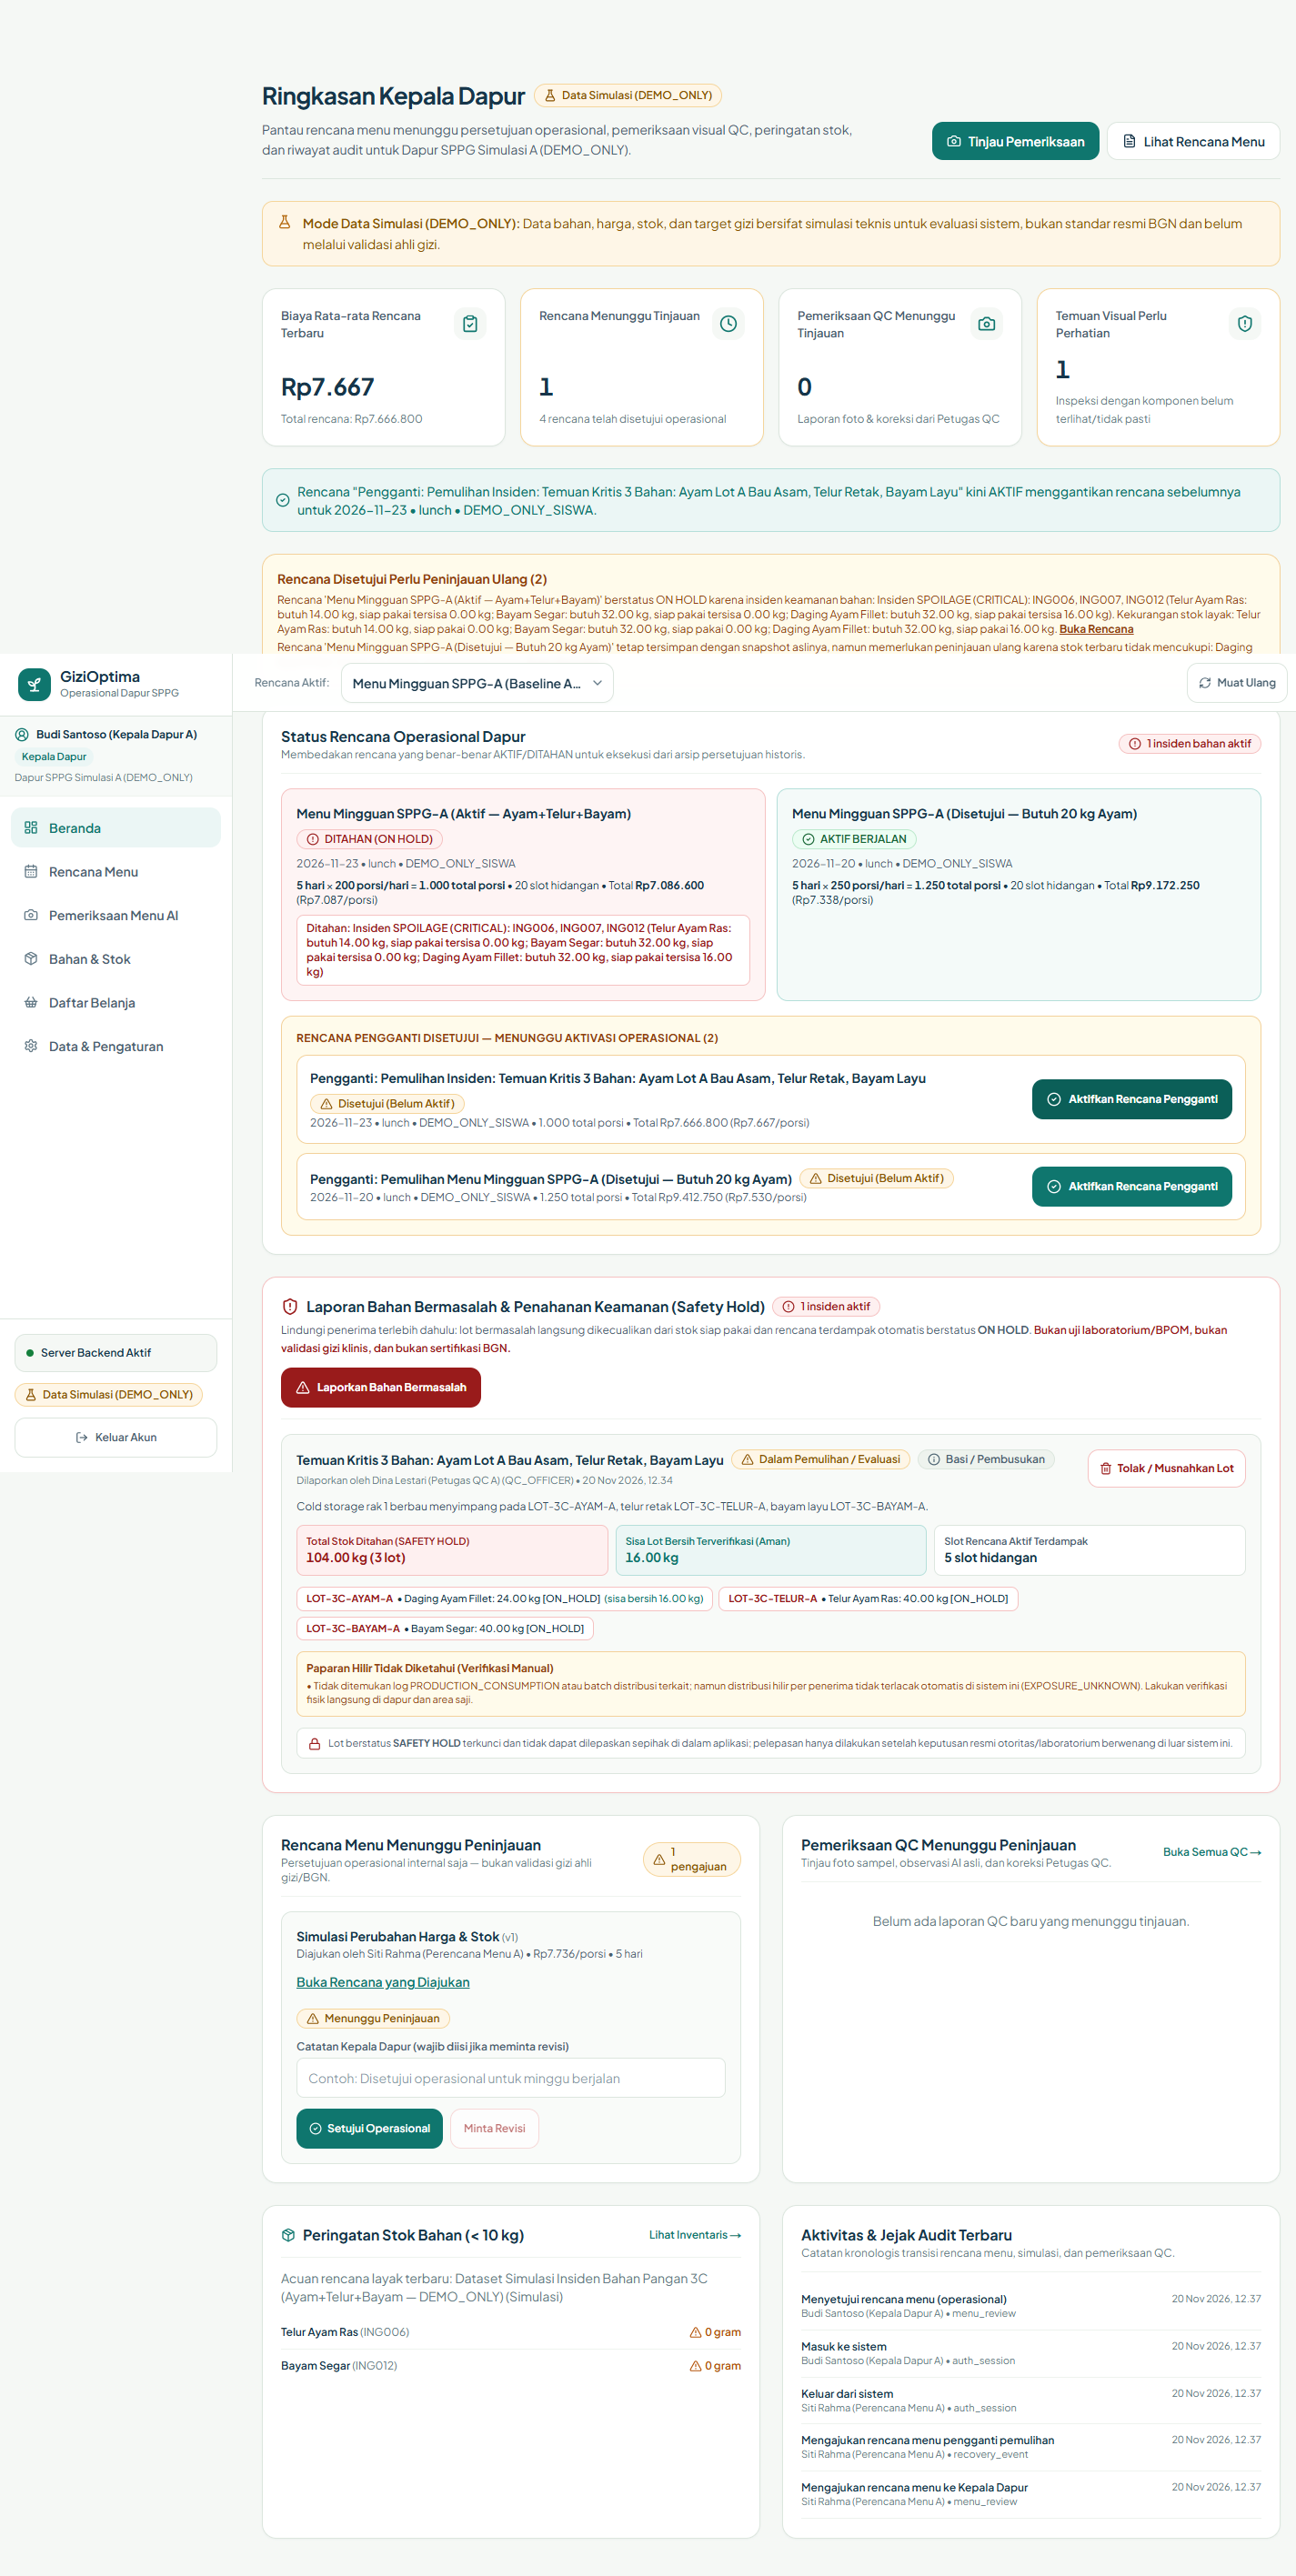 Ringkasan Kepala Dapur
Data Simulasi (DEMO_ONLY)
Pantau rencana menu menunggu persetujuan operasional, pemeriksaan visual QC, peringatan stok,
dan riwayat audit untuk Dapur SPPG Simulasi A (DEMO_ONLY).
Tinjau Pemeriksaan
Lihat Rencana Menu
Mode Data Simulasi (DEMO_ONLY): Data bahan, harga, stok, dan target gizi bersifat simulasi teknis untuk evaluasi sistem, bukan standar resmi BGN dan belum
melalui validasi ahli gizi.
Biaya Rata-rata Rencana
Terbaru
Rp7.667
Total rencana: Rp7.666.800
Rencana Menunggu Tinjauan
1
4 rencana telah disetujui operasional
Pemeriksaan QC Menunggu
Tinjauan
0
Laporan foto & koreksi dari Petugas QC
Temuan Visual Perlu
Perhatian
1
Inspeksi dengan komponen belum
terlihat/tidak pasti
Rencana "Pengganti: Pemulihan Insiden: Temuan Kritis 3 Bahan: Ayam Lot A Bau Asam, Telur Retak, Bayam Layu" kini AKTIF menggantikan rencana sebelumnya
untuk 2026-11-23 • lunch • DEMO_ONLY_SISWA.
Rencana Disetujui Perlu Peninjauan Ulang (2)
Rencana 'Menu Mingguan SPPG-A (Aktif — Ayam+Telur+Bayam)' berstatus ON HOLD karena insiden keamanan bahan: Insiden SPOILAGE (CRITICAL): ING006, ING007, ING012 (Telur Ayam Ras:
butuh 14.00 kg, siap pakai tersisa 0.00 kg; Bayam Segar: butuh 32.00 kg, siap pakai tersisa 0.00 kg; Daging Ayam Fillet: butuh 32.00 kg, siap pakai tersisa 16.00 kg). Kekurangan stok layak: Telur
Ayam Ras: butuh 14.00 kg, siap pakai 0.00 kg; Bayam Segar: butuh 32.00 kg, siap pakai 0.00 kg; Daging Ayam Fillet: butuh 32.00 kg, siap pakai 16.00 kg. Buka Rencana
Rencana 'Menu Mingguan SPPG-A (Disetujui — Butuh 20 kg Ayam)' tetap tersimpan dengan snapshot aslinya, namun memerlukan peninjauan ulang karena stok terbaru tidak mencukupi: Daging
GiziOptima
Operasional Dapur SPPG
Rencana Aktif:
Menu Mingguan SPPG-A (Baseline A...
Muat Ulang
Budi Santoso (Kepala Dapur A)
Kepala Dapur
Dapur SPPG Simulasi A (DEMO_ONLY)
Beranda
Rencana Menu
Pemeriksaan Menu AI
Bahan & Stok
Daftar Belanja
Data & Pengaturan
Server Backend Aktif
Data Simulasi (DEMO_ONLY)
Keluar Akun
Status Rencana Operasional Dapur
Membedakan rencana yang benar-benar AKTIF/DITAHAN untuk eksekusi dari arsip persetujuan historis.
1 insiden bahan aktif
Menu Mingguan SPPG-A (Aktif — Ayam+Telur+Bayam)
DITAHAN (ON HOLD)
2026-11-23 • lunch • DEMO_ONLY_SISWA
5 hari × 200 porsi/hari = 1.000 total porsi • 20 slot hidangan • Total Rp7.086.600
(Rp7.087/porsi)
Ditahan: Insiden SPOILAGE (CRITICAL): ING006, ING007, ING012 (Telur Ayam Ras:
butuh 14.00 kg, siap pakai tersisa 0.00 kg; Bayam Segar: butuh 32.00 kg, siap
pakai tersisa 0.00 kg; Daging Ayam Fillet: butuh 32.00 kg, siap pakai tersisa 16.00
kg)
Menu Mingguan SPPG-A (Disetujui — Butuh 20 kg Ayam)
AKTIF BERJALAN
2026-11-20 • lunch • DEMO_ONLY_SISWA
5 hari × 250 porsi/hari = 1.250 total porsi • 20 slot hidangan • Total Rp9.172.250
(Rp7.338/porsi)
RENCANA PENGGANTI DISETUJUI — MENUNGGU AKTIVASI OPERASIONAL (2)
Pengganti: Pemulihan Insiden: Temuan Kritis 3 Bahan: Ayam Lot A Bau Asam, Telur Retak, Bayam Layu
Disetujui (Belum Aktif)
2026-11-23 • lunch • DEMO_ONLY_SISWA • 1.000 total porsi • Total Rp7.666.800 (Rp7.667/porsi)
Aktifkan Rencana Pengganti
Pengganti: Pemulihan Menu Mingguan SPPG-A (Disetujui — Butuh 20 kg Ayam)
Disetujui (Belum Aktif)
2026-11-20 • lunch • DEMO_ONLY_SISWA • 1.250 total porsi • Total Rp9.412.750 (Rp7.530/porsi)
Aktifkan Rencana Pengganti
Laporan Bahan Bermasalah & Penahanan Keamanan (Safety Hold)
1 insiden aktif
Lindungi penerima terlebih dahulu: lot bermasalah langsung dikecualikan dari stok siap pakai dan rencana terdampak otomatis berstatus ON HOLD. Bukan uji laboratorium/BPOM, bukan
validasi gizi klinis, dan bukan sertifikasi BGN.
Laporkan Bahan Bermasalah
Temuan Kritis 3 Bahan: Ayam Lot A Bau Asam, Telur Retak, Bayam Layu
Dalam Pemulihan / Evaluasi
Basi / Pembusukan
Tolak / Musnahkan Lot
Dilaporkan oleh Dina Lestari (Petugas QC A) (QC_OFFICER) • 20 Nov 2026, 12.34
Cold storage rak 1 berbau menyimpang pada LOT-3C-AYAM-A, telur retak LOT-3C-TELUR-A, bayam layu LOT-3C-BAYAM-A.
Total Stok Ditahan (SAFETY HOLD)
104.00 kg (3 lot)
Sisa Lot Bersih Terverifikasi (Aman)
16.00 kg
Slot Rencana Aktif Terdampak
5 slot hidangan
LOT-3C-AYAM-A • Daging Ayam Fillet: 24.00 kg [ON_HOLD] (sisa bersih 16.00 kg)
LOT-3C-TELUR-A • Telur Ayam Ras: 40.00 kg [ON_HOLD]
LOT-3C-BAYAM-A • Bayam Segar: 40.00 kg [ON_HOLD]
Paparan Hilir Tidak Diketahui (Verifikasi Manual)
• Tidak ditemukan log PRODUCTION_CONSUMPTION atau batch distribusi terkait; namun distribusi hilir per penerima tidak terlacak otomatis di sistem ini (EXPOSURE_UNKNOWN). Lakukan verifikasi
fisik langsung di dapur dan area saji.
Lot berstatus SAFETY HOLD terkunci dan tidak dapat dilepaskan sepihak di dalam aplikasi; pelepasan hanya dilakukan setelah keputusan resmi otoritas/laboratorium berwenang di luar sistem ini.
Rencana Menu Menunggu Peninjauan
Persetujuan operasional internal saja — bukan validasi gizi ahli
gizi/BGN.
1
pengajuan
Simulasi Perubahan Harga & Stok (v1)
Diajukan oleh Siti Rahma (Perencana Menu A) • Rp7.736/porsi • 5 hari
Buka Rencana yang Diajukan
Menunggu Peninjauan
Catatan Kepala Dapur (wajib diisi jika meminta revisi)
Contoh: Disetujui operasional untuk minggu berjalan
Setujui Operasional
Minta Revisi
Pemeriksaan QC Menunggu Peninjauan
Tinjau foto sampel, observasi AI asli, dan koreksi Petugas QC.
Buka Semua QC →
Belum ada laporan QC baru yang menunggu tinjauan.
Peringatan Stok Bahan (< 10 kg)
Lihat Inventaris →
Acuan rencana layak terbaru: Dataset Simulasi Insiden Bahan Pangan 3C
(Ayam+Telur+Bayam — DEMO_ONLY) (Simulasi)
Telur Ayam Ras (ING006)
0 gram
Bayam Segar (ING012)
0 gram
Aktivitas & Jejak Audit Terbaru
Catatan kronologis transisi rencana menu, simulasi, dan pemeriksaan QC.
Menyetujui rencana menu (operasional)
20 Nov 2026, 12.37
Budi Santoso (Kepala Dapur A) • menu_review
Masuk ke sistem
20 Nov 2026, 12.37
Budi Santoso (Kepala Dapur A) • auth_session
Keluar dari sistem
20 Nov 2026, 12.37
Siti Rahma (Perencana Menu A) • auth_session
Mengajukan rencana menu pengganti pemulihan
20 Nov 2026, 12.37
Siti Rahma (Perencana Menu A) • recovery_event
Mengajukan rencana menu ke Kepala Dapur
20 Nov 2026, 12.37
Siti Rahma (Perencana Menu A) • menu_review